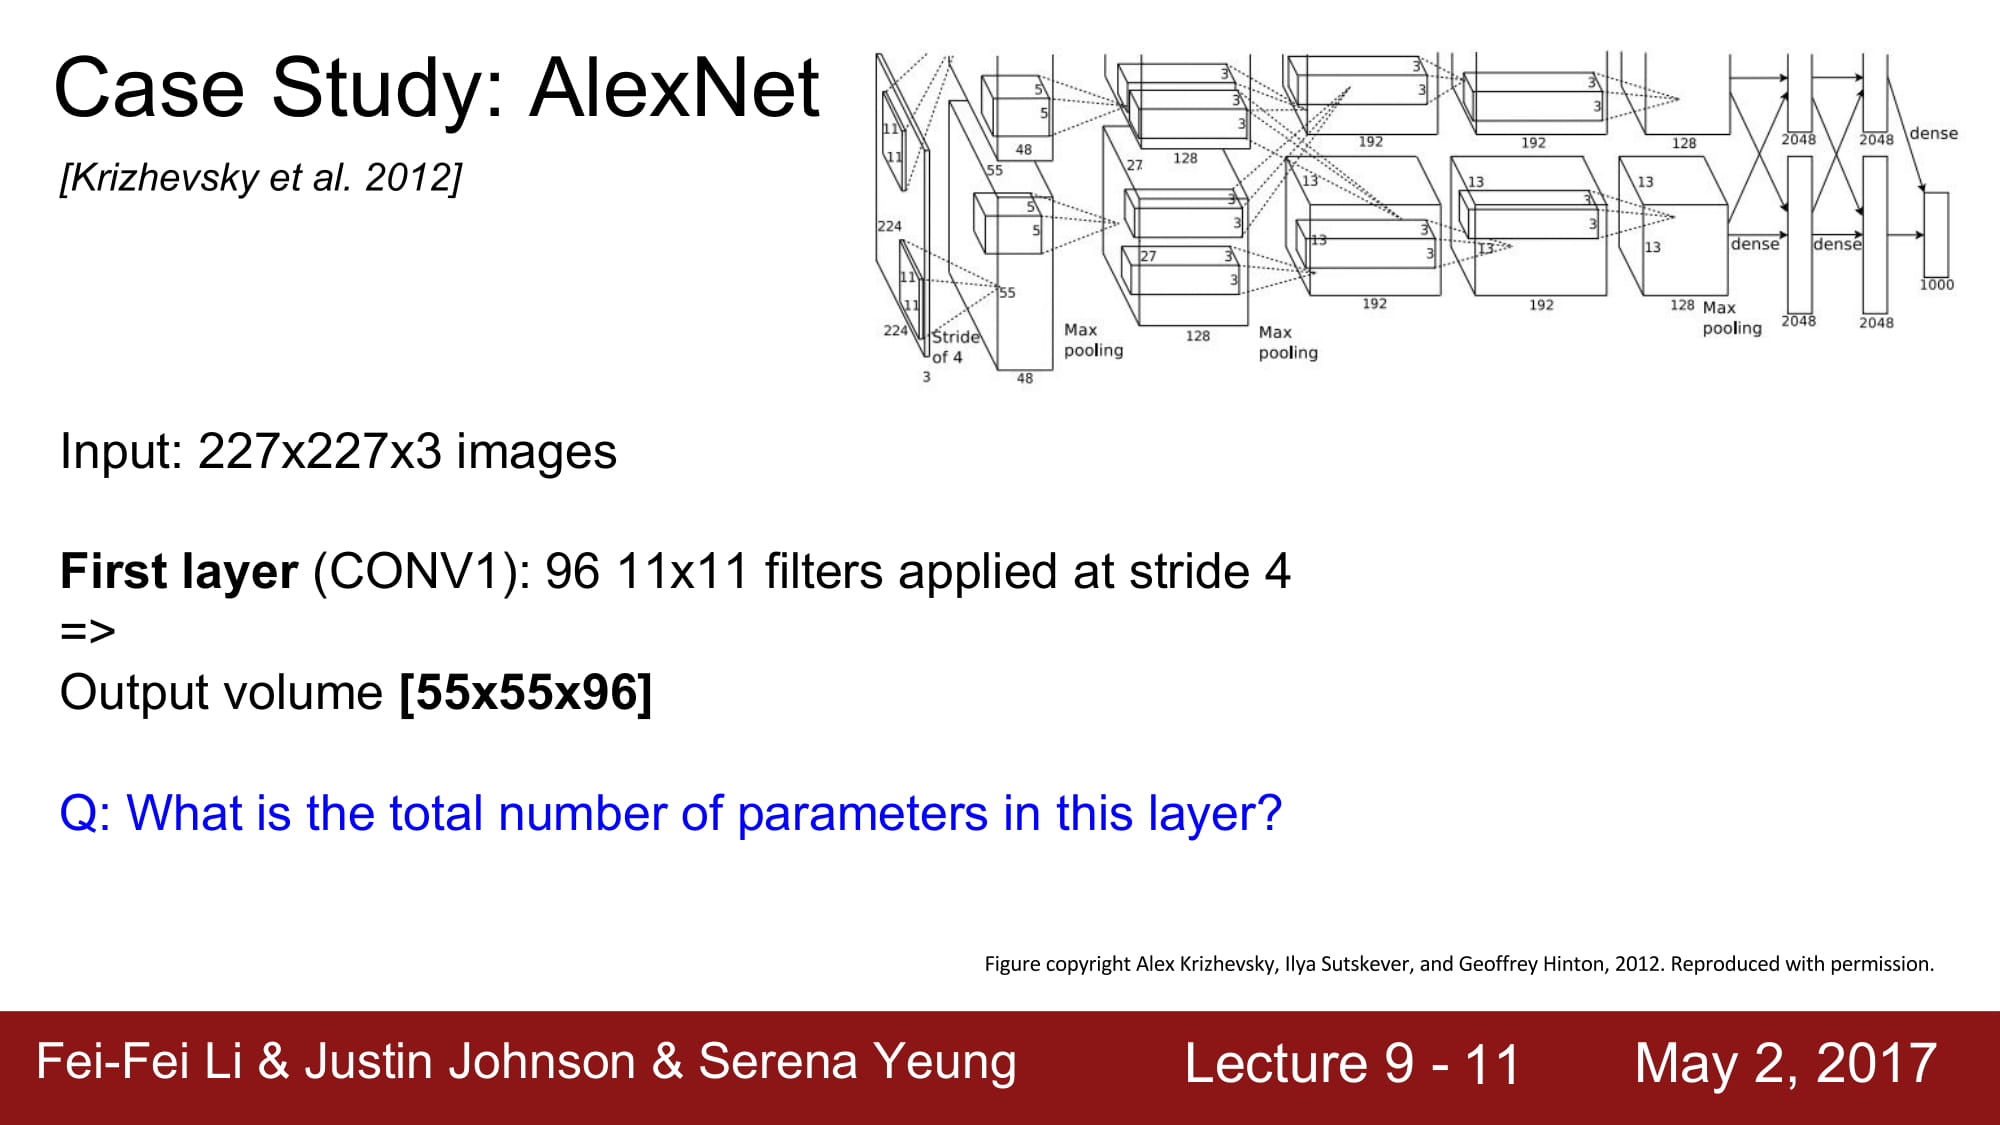 Case Study: AlexNet
[Krizhevsky et al. 2012]
3
5
3
3
3
11
5
3
3
3
48
128
192
192
128
2048
2048
dense
11
55
27
13
13
13
5
3
3
224
5
3
3
3
13
13
13
dense
dense
11
27
3
3
3
11
55
192
192
128
1000
224
Stride
of 4
Max
pooling
128
Max
pooling
Max
pooling
2048
2048
3
48
Input: 227x227x3 images
First layer (CONV1): 96 11x11 filters applied at stride 4
=>
Output volume [55x55x96]
Q: What is the total number of parameters in this layer?
Figure copyright Alex Krizhevsky, Ilya Sutskever, and Geoffrey Hinton, 2012. Reproduced with permission.
Fei-Fei Li & Justin Johnson & Serena Yeung
Lecture 9 - 11
May 2, 2017